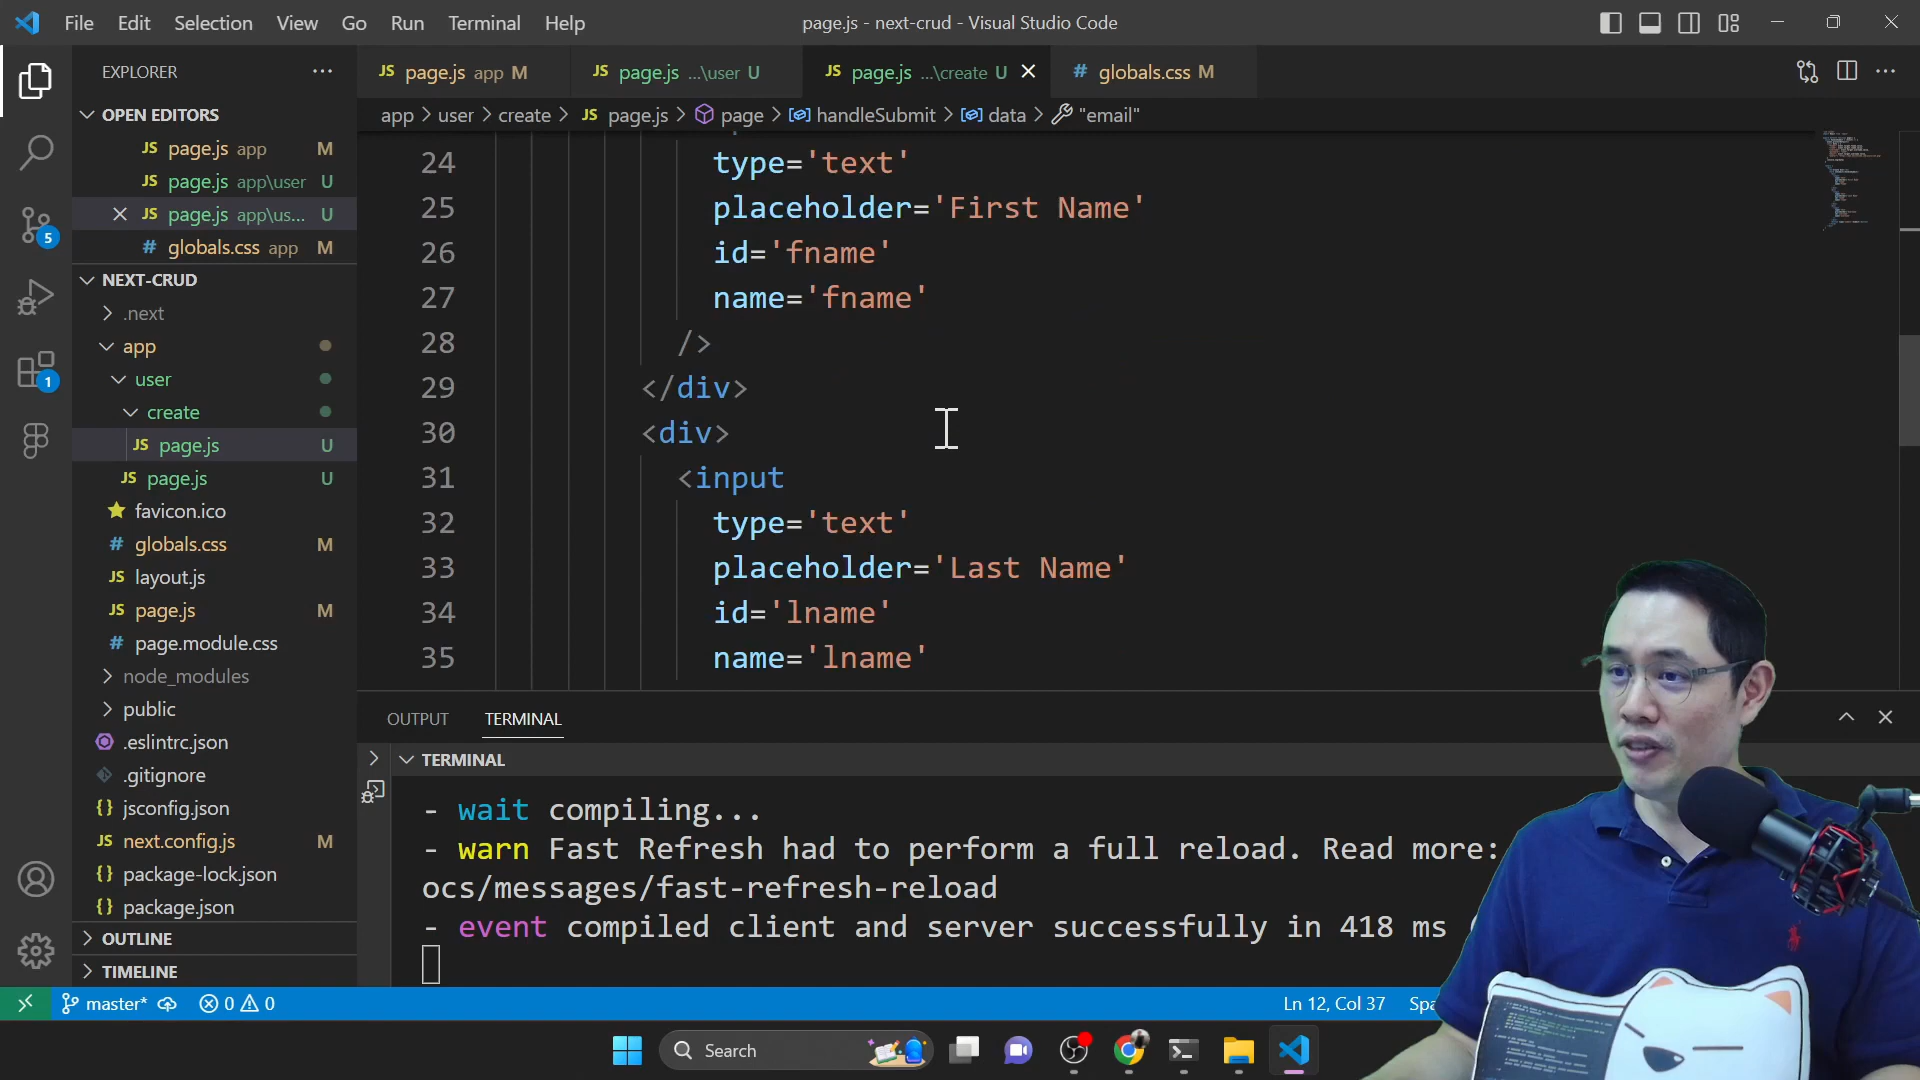 File Edit Selection View Go Run Terminal Help
page.js - next-crud - Visual Studio Code
EXPLORER
JS page.js app M
JS page.js ...\user U
JS page.js ...\create U
# globals.css M
app > user > create > JS page.js > page > handleSubmit > data > "email"
OPEN EDITORS
JS page.js app M
JS page.js app\user U
JS page.js app\us... U
# globals.css app M
NEXT-CRUD
.next
app
user
create
JS page.js U
JS page.js U
favicon.ico
# globals.css M
JS layout.js
JS page.js M
# page.module.css
node_modules
public
.eslintrc.json
.gitignore
{} jsconfig.json
JS next.config.js M
{} package-lock.json
{} package.json
OUTLINE
TIMELINE
5
1
24 type='text'
25 placeholder='First Name'
26 id='fname'
27 name='fname'
28 />
29 </div>
30 <div>
31 <input
32 type='text'
33 placeholder='Last Name'
34 id='lname'
35 name='lname'
OUTPUT TERMINAL
TERMINAL
- wait compiling...
- warn Fast Refresh had to perform a full reload. Read more:
ocs/messages/fast-refresh-reload
- event compiled client and server successfully in 418 ms (
master* 0 0
Ln 12, Col 37 Spa
Search